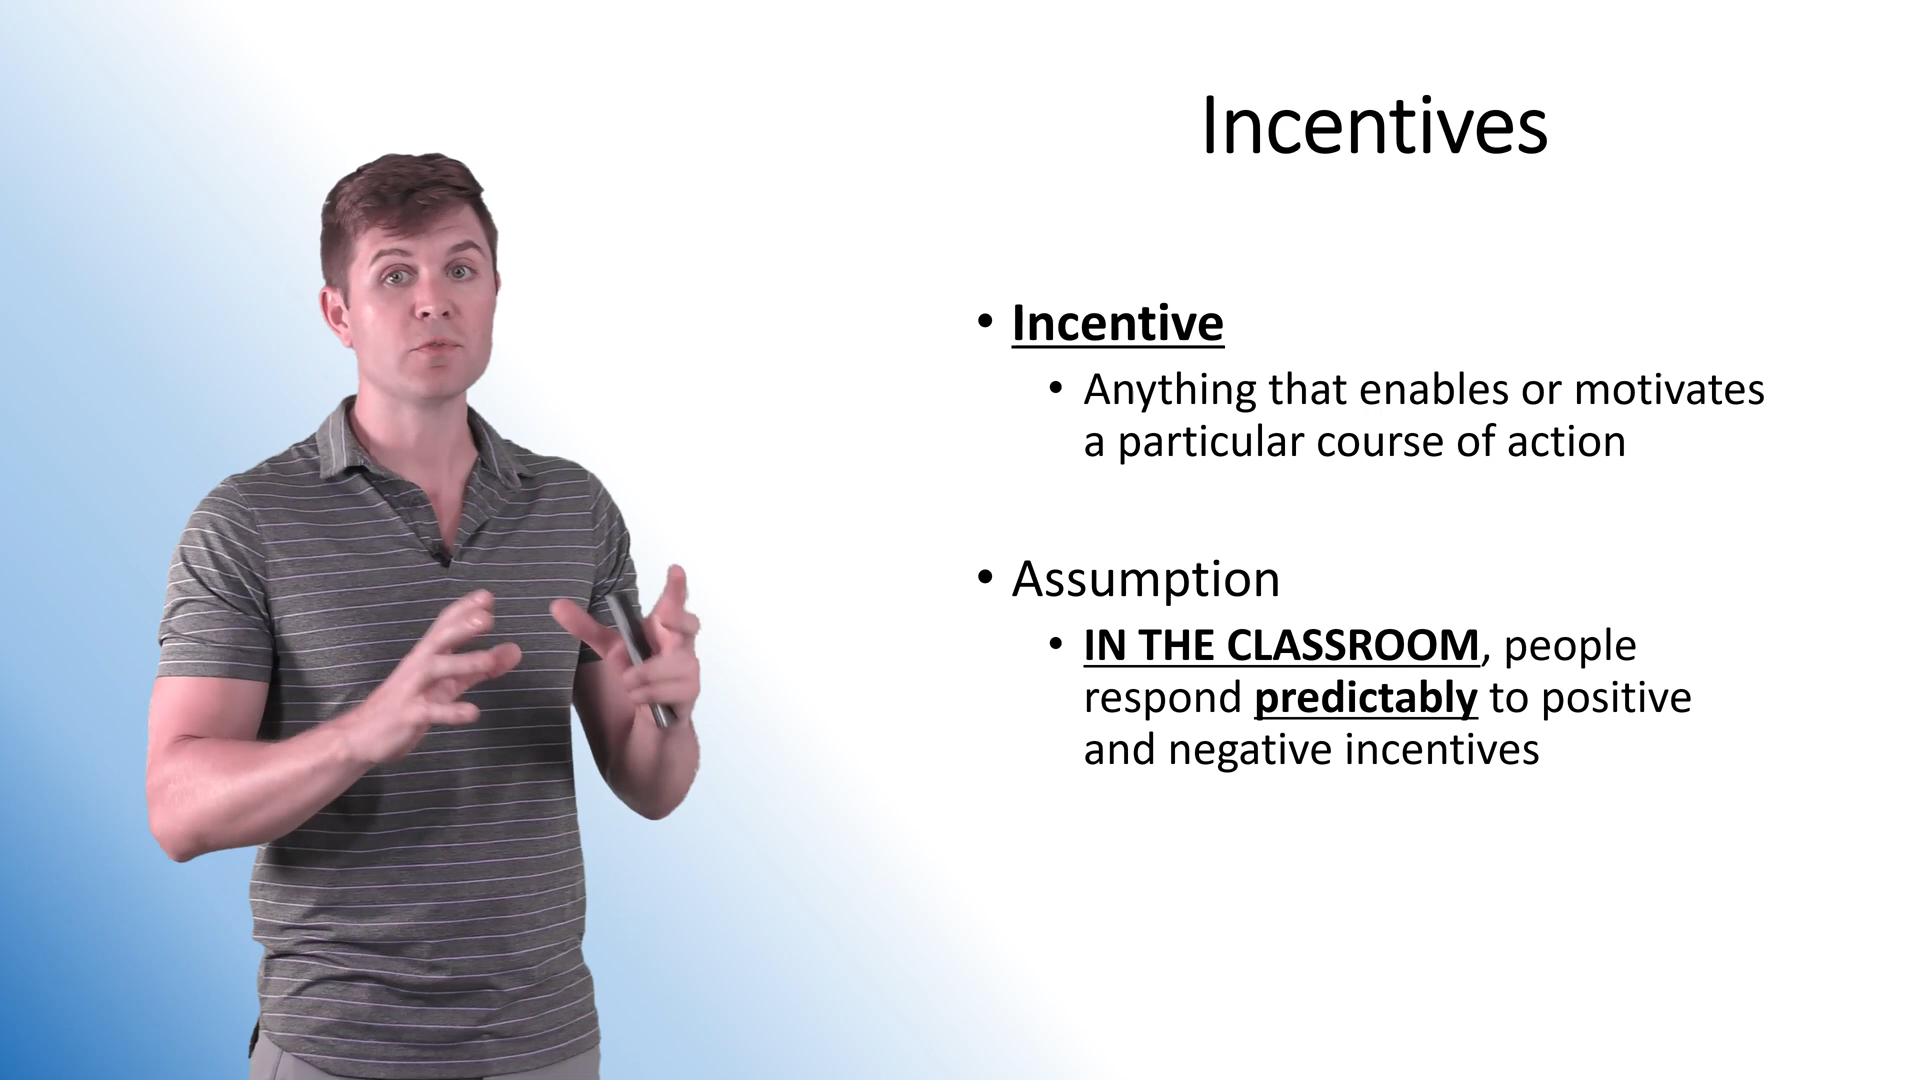 Incentives
• Incentive
• Anything that enables or motivates
a particular course of action
• Assumption
• IN THE CLASSROOM, people
respond predictably to positive
and negative incentives